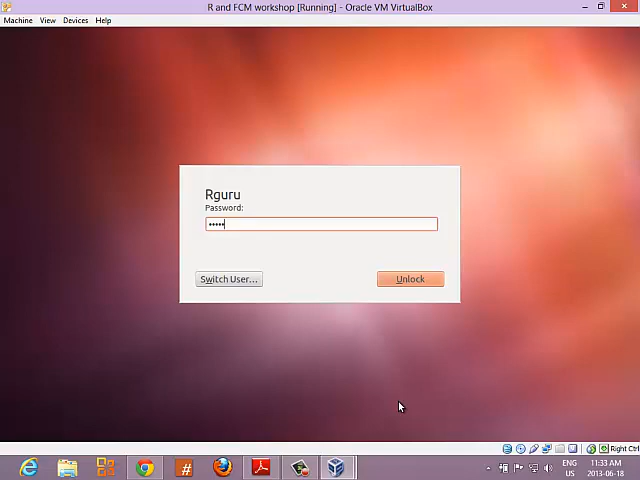 R and FCM workshop [Running] - Oracle VM VirtualBox
Machine View Devices Help
Rguru
Password:
•••••
Switch User...
Unlock
Right Ctrl
ENG 11:33 AM
US 2013-06-18